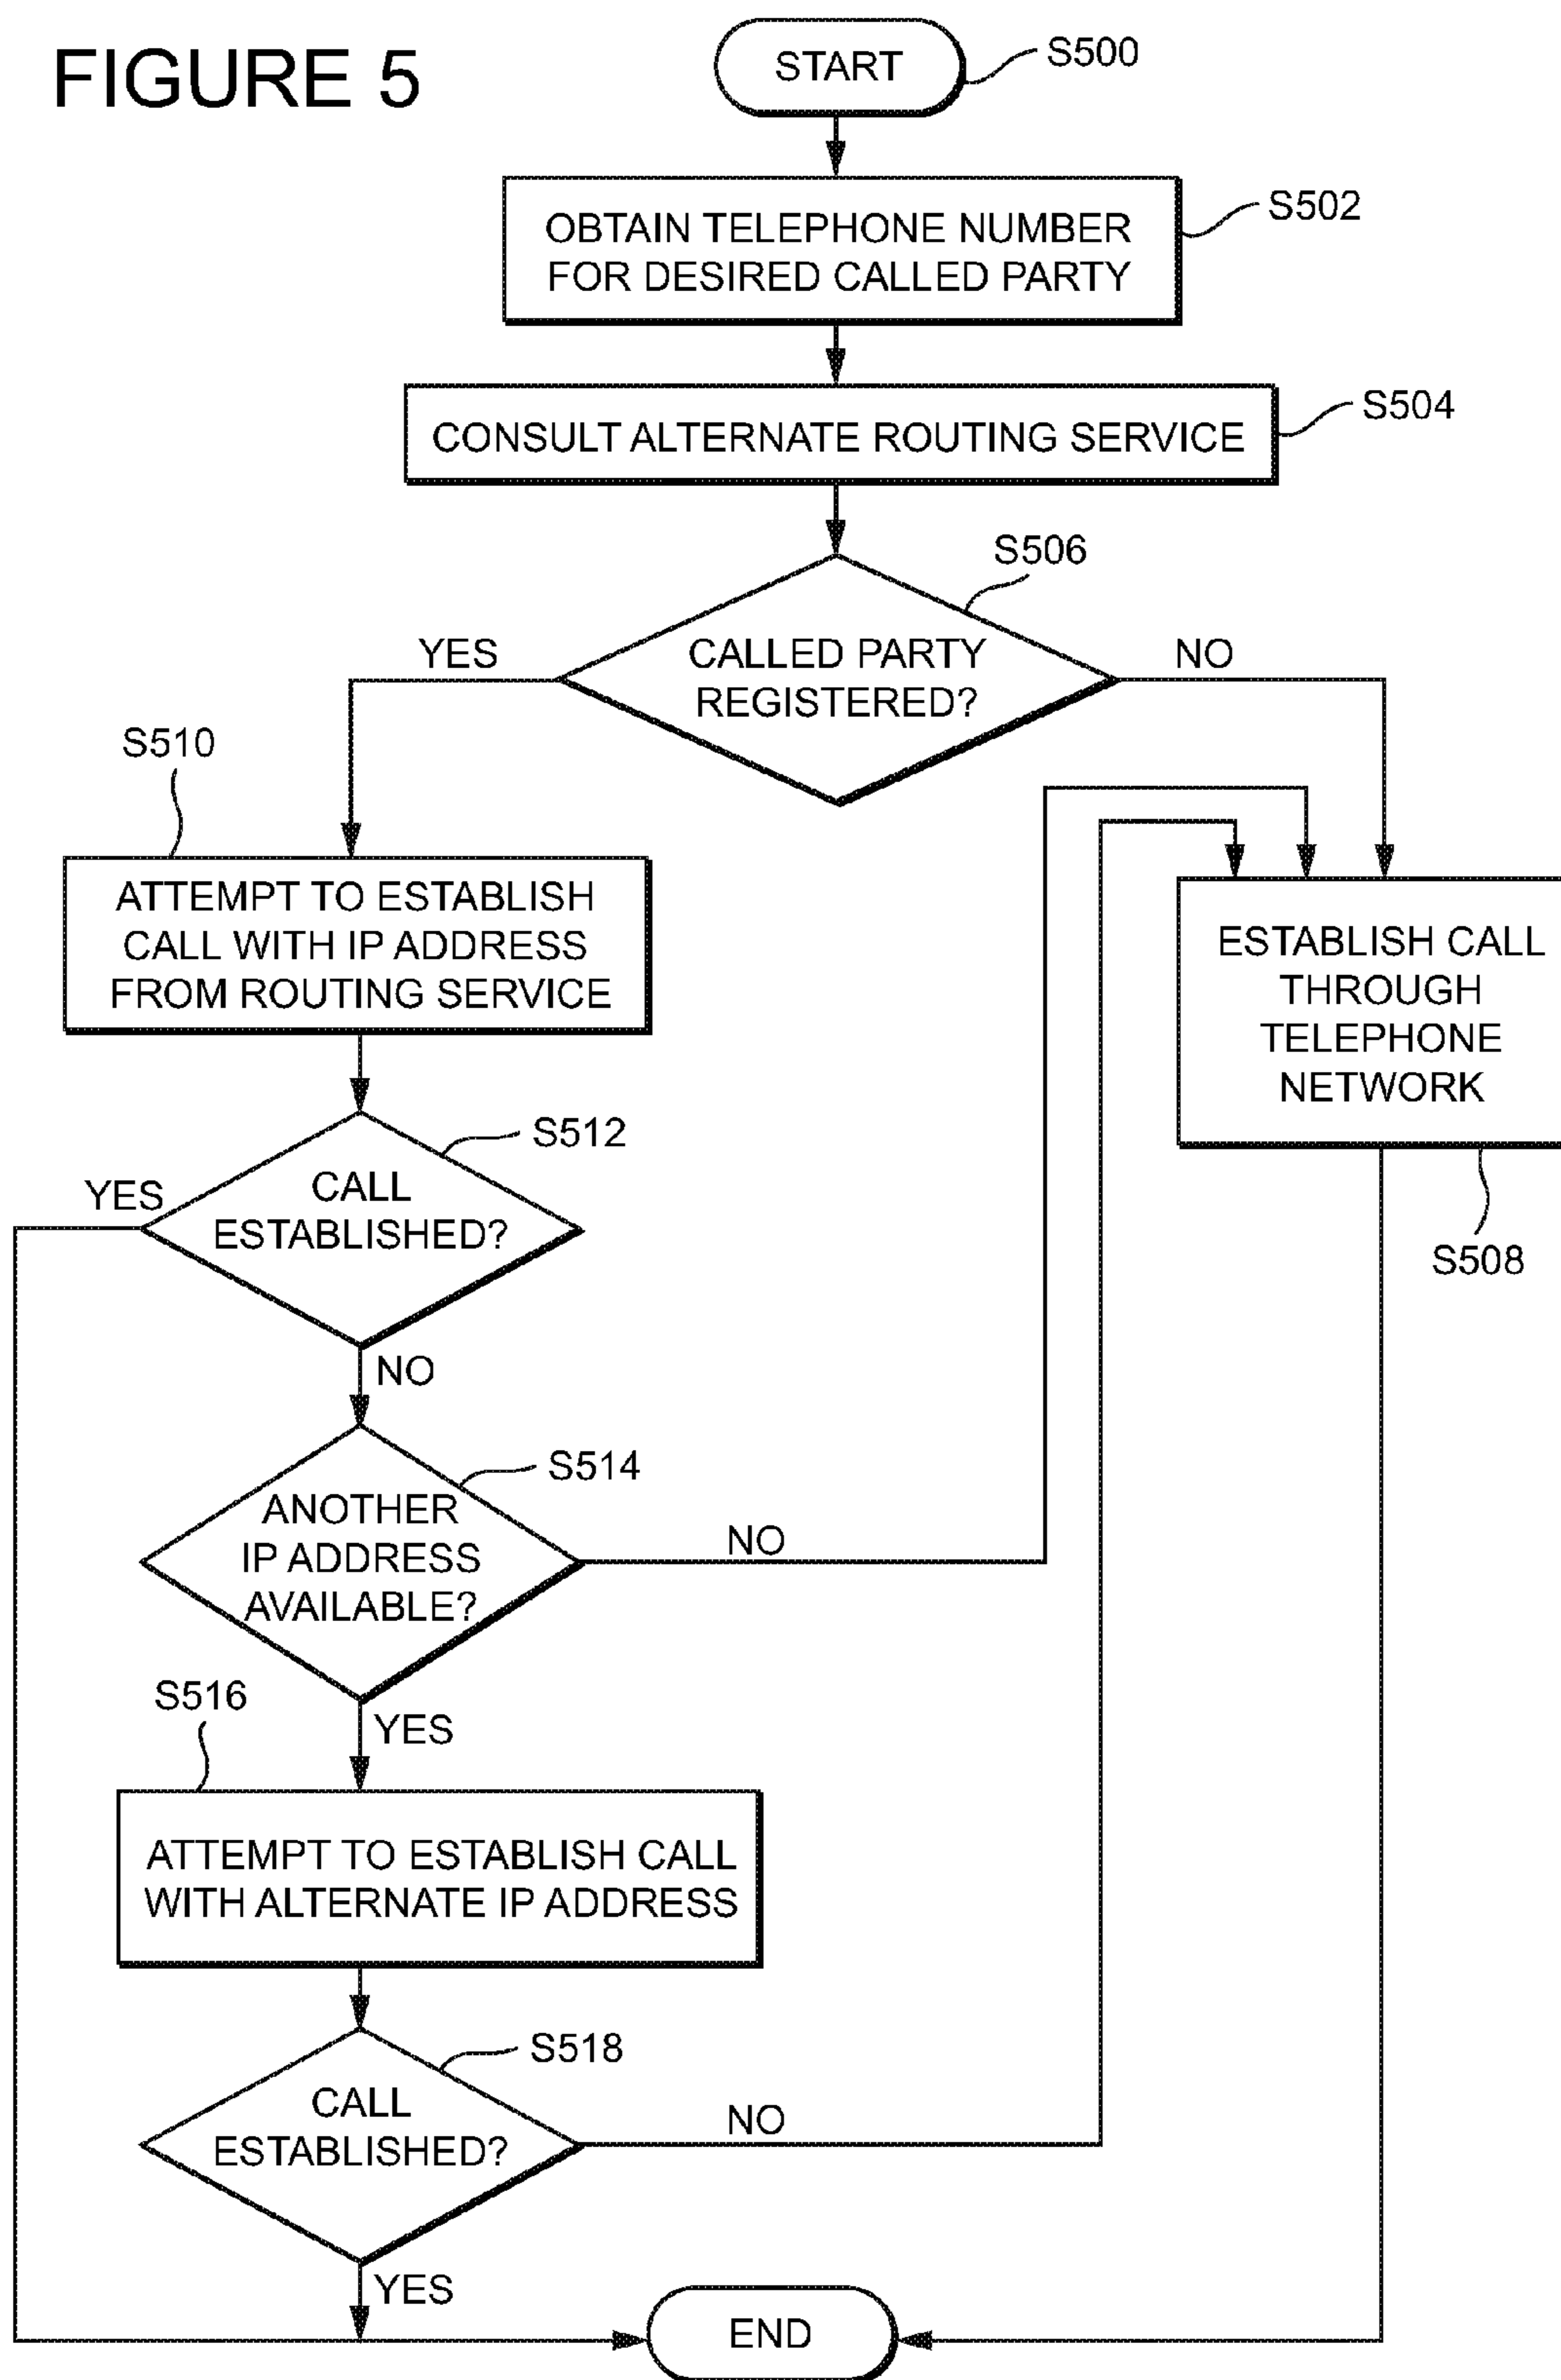 FIGURE 5
START
S500
OBTAIN TELEPHONE NUMBER
FOR DESIRED CALLED PARTY
S502
CONSULT ALTERNATE ROUTING SERVICE
S504
S506
CALLED PARTY
REGISTERED?
YES
NO
S510
ATTEMPT TO ESTABLISH
CALL WITH IP ADDRESS
FROM ROUTING SERVICE
ESTABLISH CALL
THROUGH
TELEPHONE
NETWORK
S508
S512
CALL
ESTABLISHED?
YES
NO
S514
ANOTHER
IP ADDRESS
AVAILABLE?
NO
YES
S516
ATTEMPT TO ESTABLISH CALL
WITH ALTERNATE IP ADDRESS
S518
CALL
ESTABLISHED?
NO
YES
END